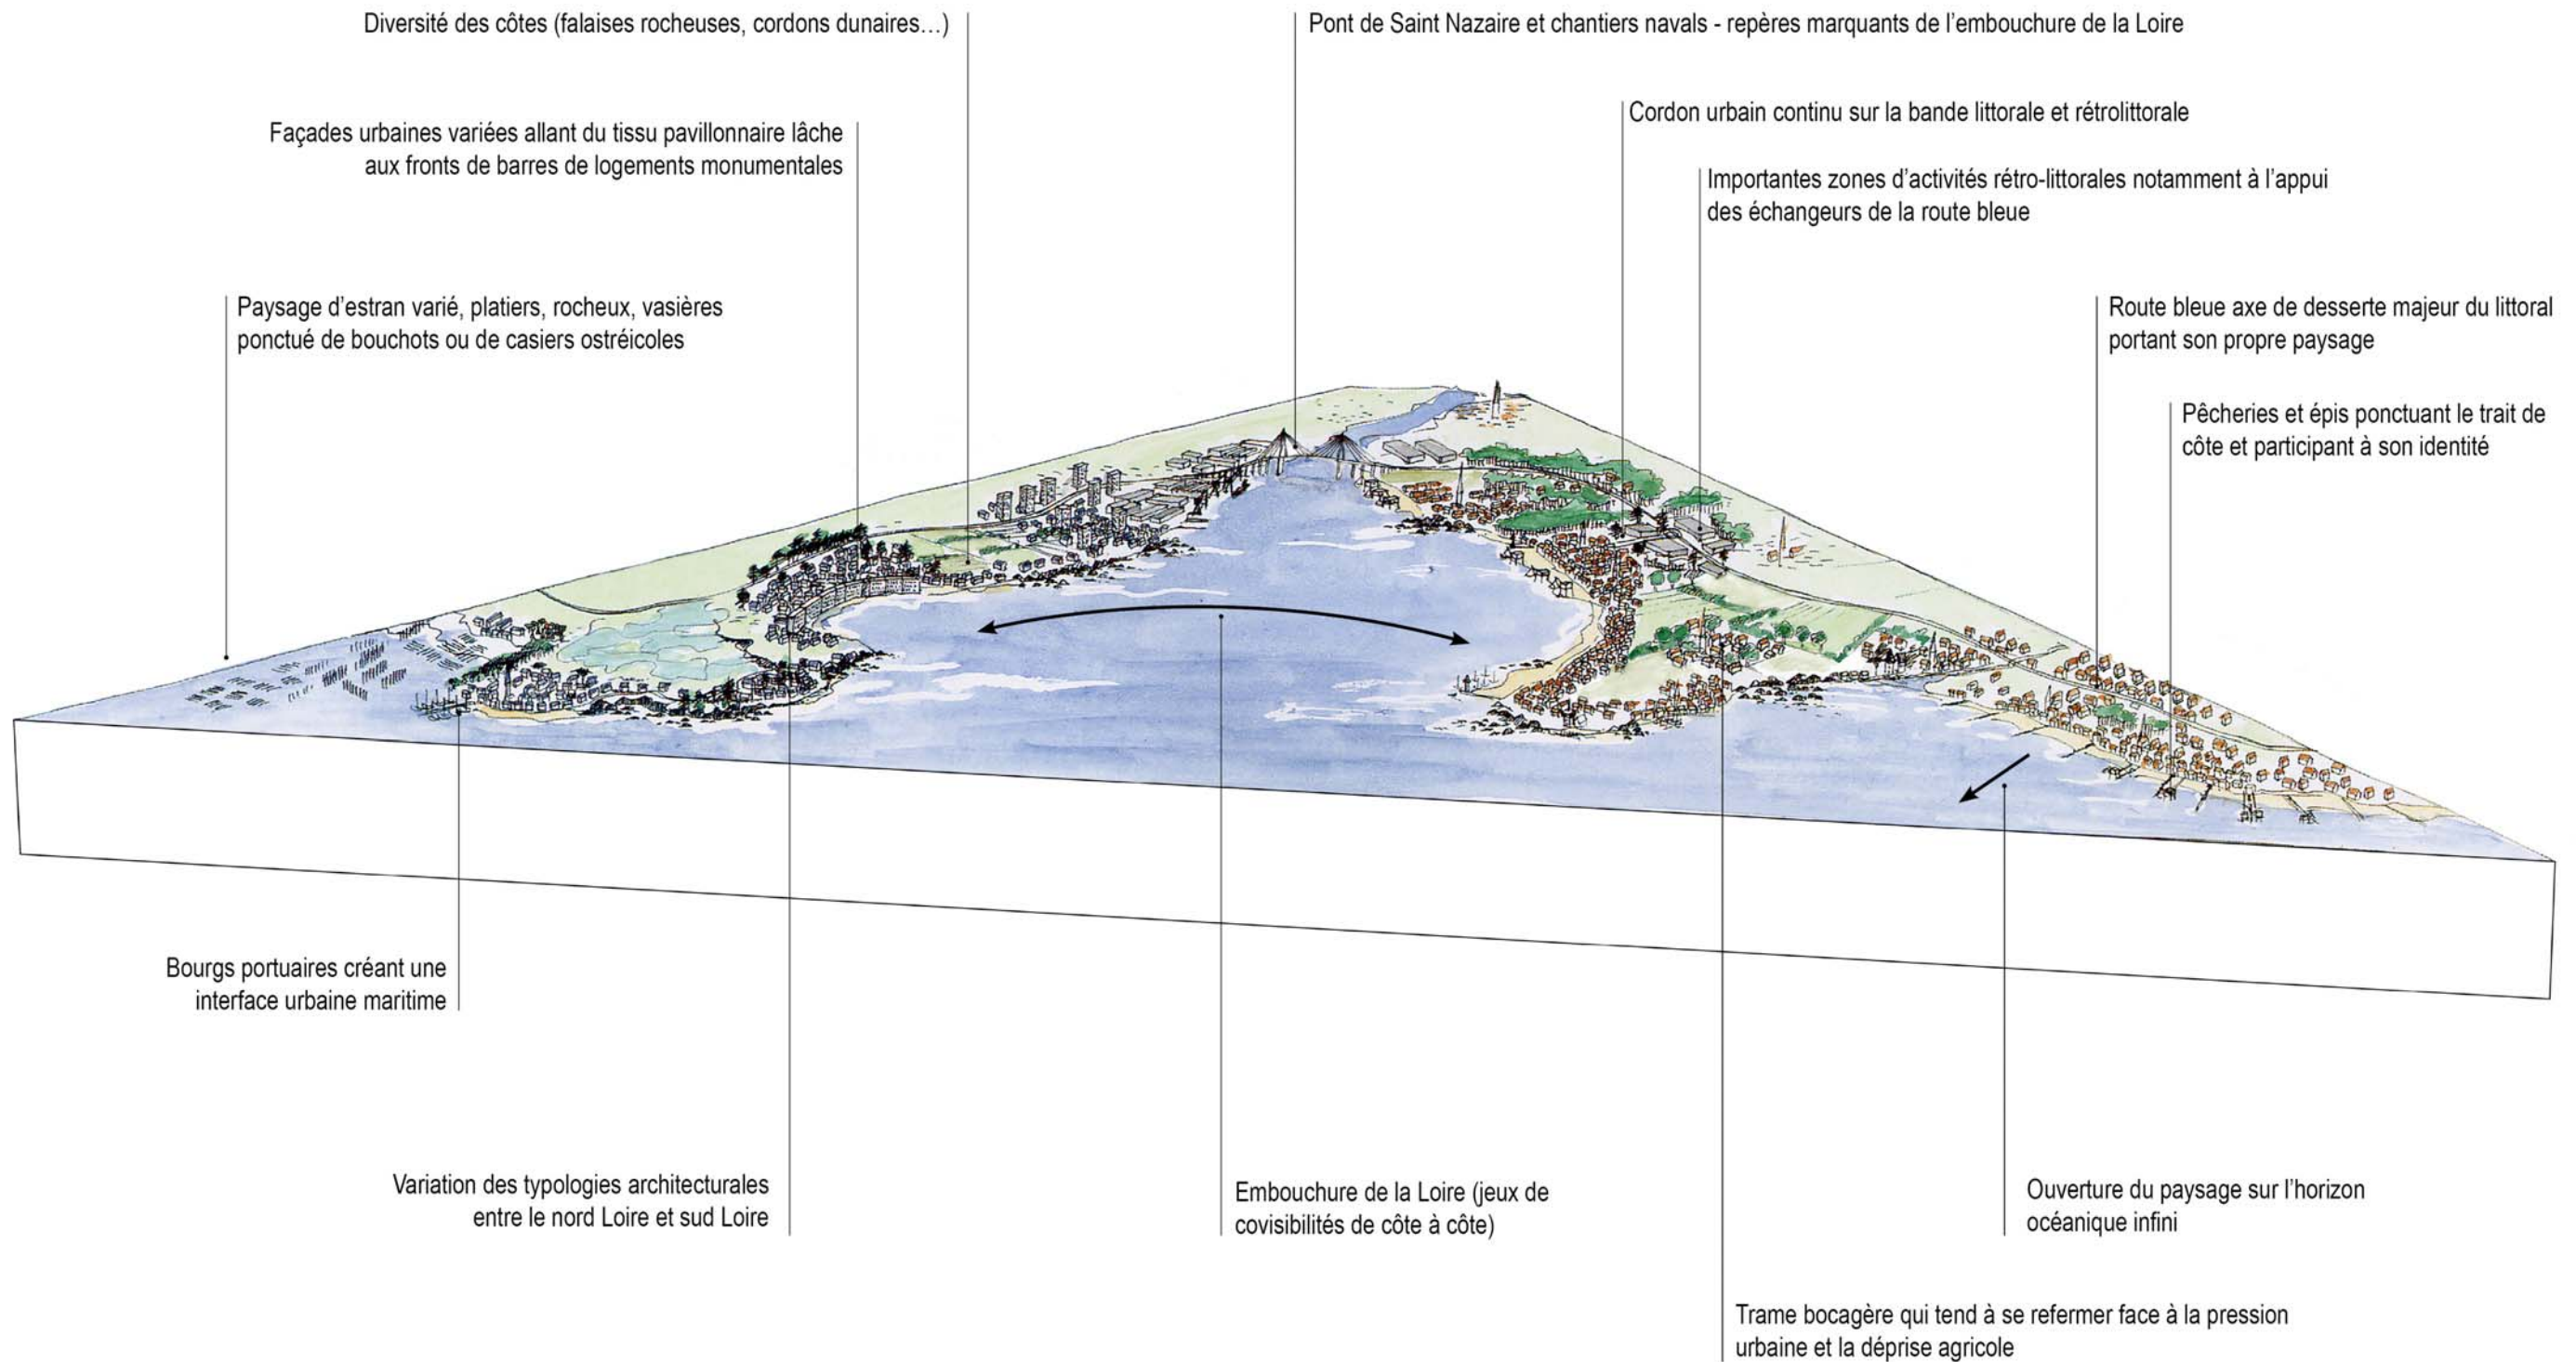 Diversité des côtes (falaises rocheuses, cordons dunaires…)
Pont de Saint Nazaire et chantiers navals - repères marquants de l’embouchure de la Loire
Façades urbaines variées allant du tissu pavillonnaire lâche
aux fronts de barres de logements monumentales
Cordon urbain continu sur la bande littorale et rétrolittorale
Importantes zones d’activités rétro-littorales notamment à l’appui
des échangeurs de la route bleue
Paysage d’estran varié, platiers, rocheux, vasières
ponctué de bouchots ou de casiers ostréicoles
Route bleue axe de desserte majeur du littoral
portant son propre paysage
Pêcheries et épis ponctuant le trait de
côte et participant à son identité
Bourgs portuaires créant une
interface urbaine maritime
Variation des typologies architecturales
entre le nord Loire et sud Loire
Embouchure de la Loire (jeux de
covisibilités de côte à côte)
Ouverture du paysage sur l’horizon
océanique infini
Trame bocagère qui tend à se refermer face à la pression
urbaine et la déprise agricole